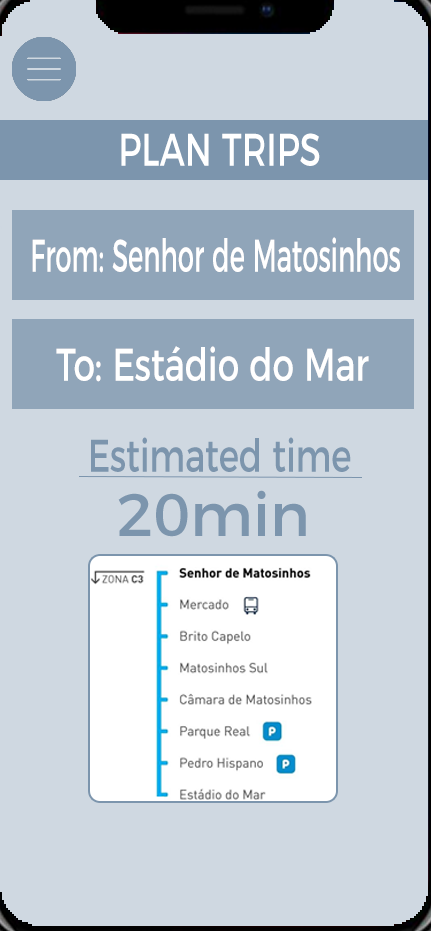 PLAN TRIPS
From: Senhor de Matosinhos
To: Estádio do Mar
Estimated time
20min
ZONA C3
Senhor de Matosinhos
Mercado
Brito Capelo
Matosinhos Sul
Câmara de Matosinhos
Parque Real P
Pedro Hispano P
Estádio do Mar